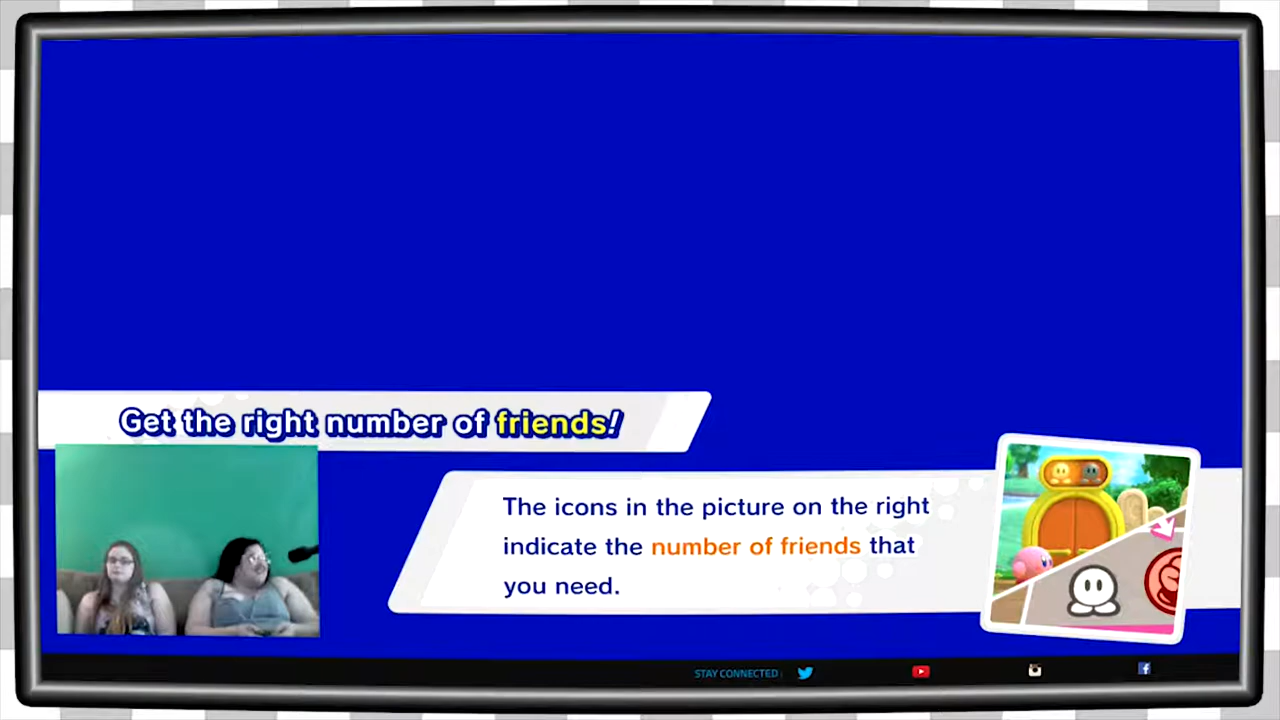 Get the right number of friends!
The icons in the picture on the right
indicate the number of friends that
you need.
STAY CONNECTED |